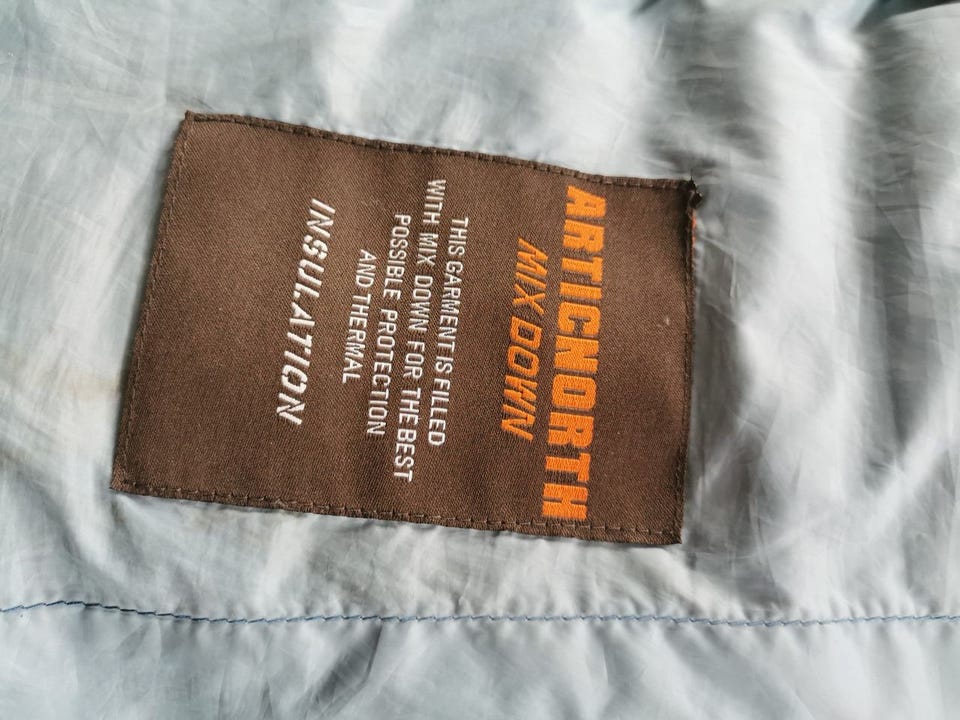 ARTICNORTH
MIX DOWN
THIS GARMENT IS FILLED
WITH MIX DOWN FOR THE BEST
POSSIBLE PROTECTION
AND THERMAL
INSULATION